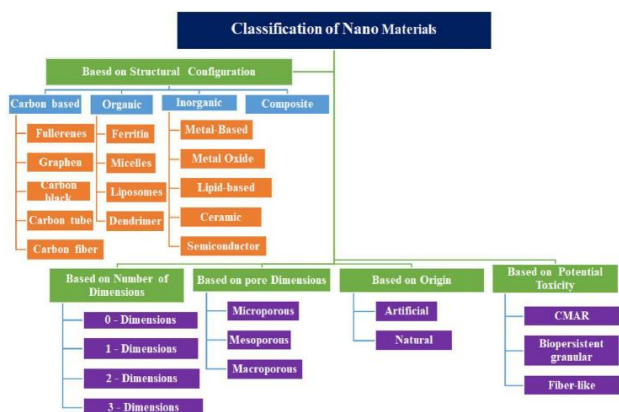 Classification of Nano Materials
Baesd on Structural Configuration
Carbon based
Organic
Inorganic
Composite
Fullerenes
Graphen
Carbon
black
Carbon tube
Carbon fiber
Ferritin
Micelles
Liposomes
Dendrimer
Metal-Based
Metal Oxide
Lipid-based
Ceramic
Semiconductor
Based on Number of
Dimensions
0 - Dimensions
1 - Dimensions
2 - Dimensions
3 - Dimensions
Based on pore Dimensions
Microporous
Mesoporous
Macroporous
Based on Origin
Artificial
Natural
Based on Potential
Toxicity
CMAR
Biopersistent
granular
Fiber-like